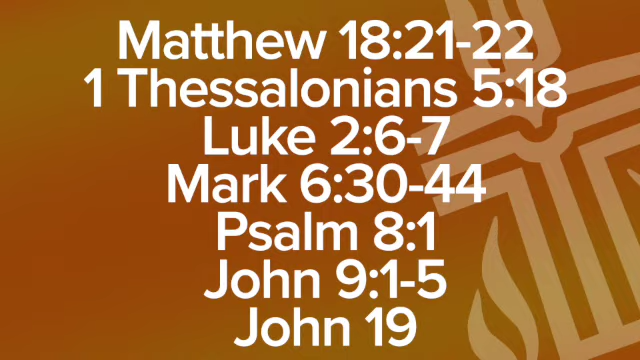 Matthew 18:21-22
1 Thessalonians 5:18
Luke 2:6-7
Mark 6:30-44
Psalm 8:1
John 9:1-5
John 19